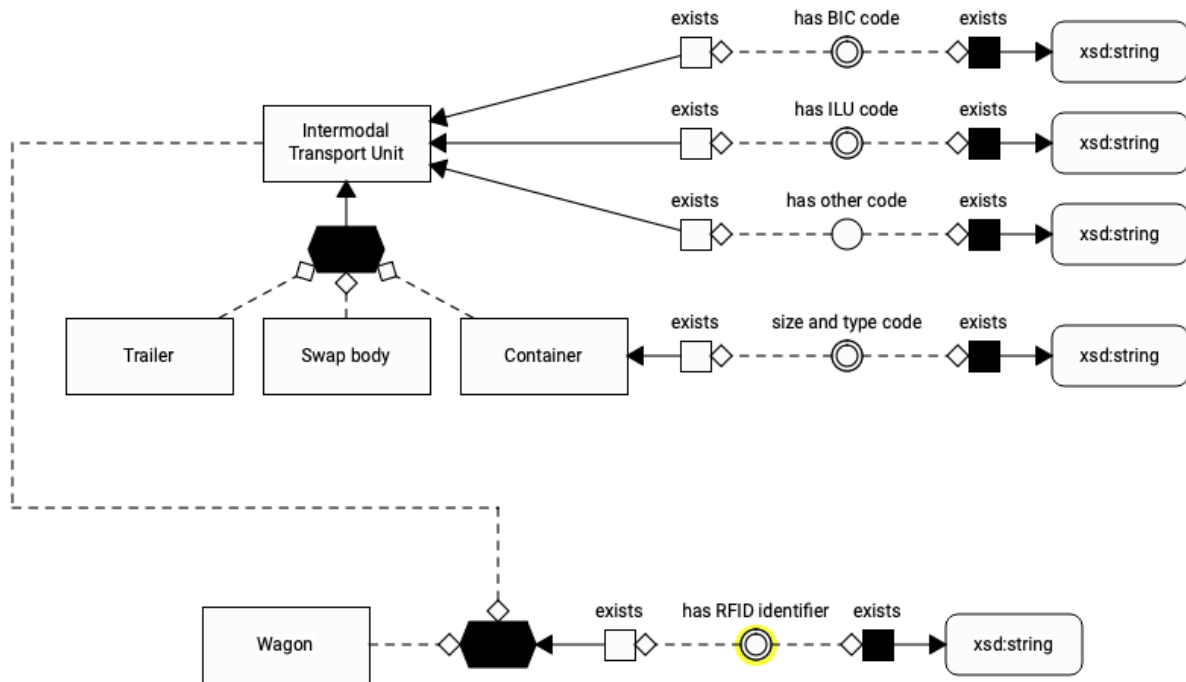 exists
has BIC code
exists
xsd:string
exists
has ILU code
exists
xsd:string
Intermodal
Transport Unit
exists
has other code
exists
xsd:string
exists
size and type code
exists
xsd:string
Trailer
Swap body
Container
exists
has RFID identifier
exists
xsd:string
Wagon